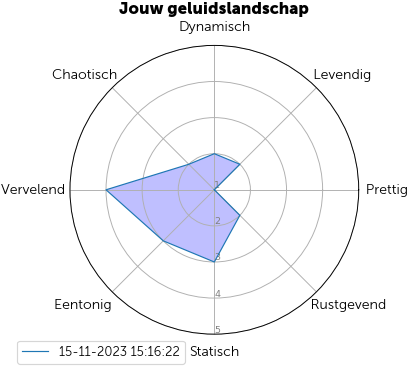 Jouw geluidslandschap
Dynamisch
Chaotisch
Levendig
Vervelend
Prettig
1
2
3
4
5
Eentonig
Rustgevend
Statisch
15-11-2023 15:16:22